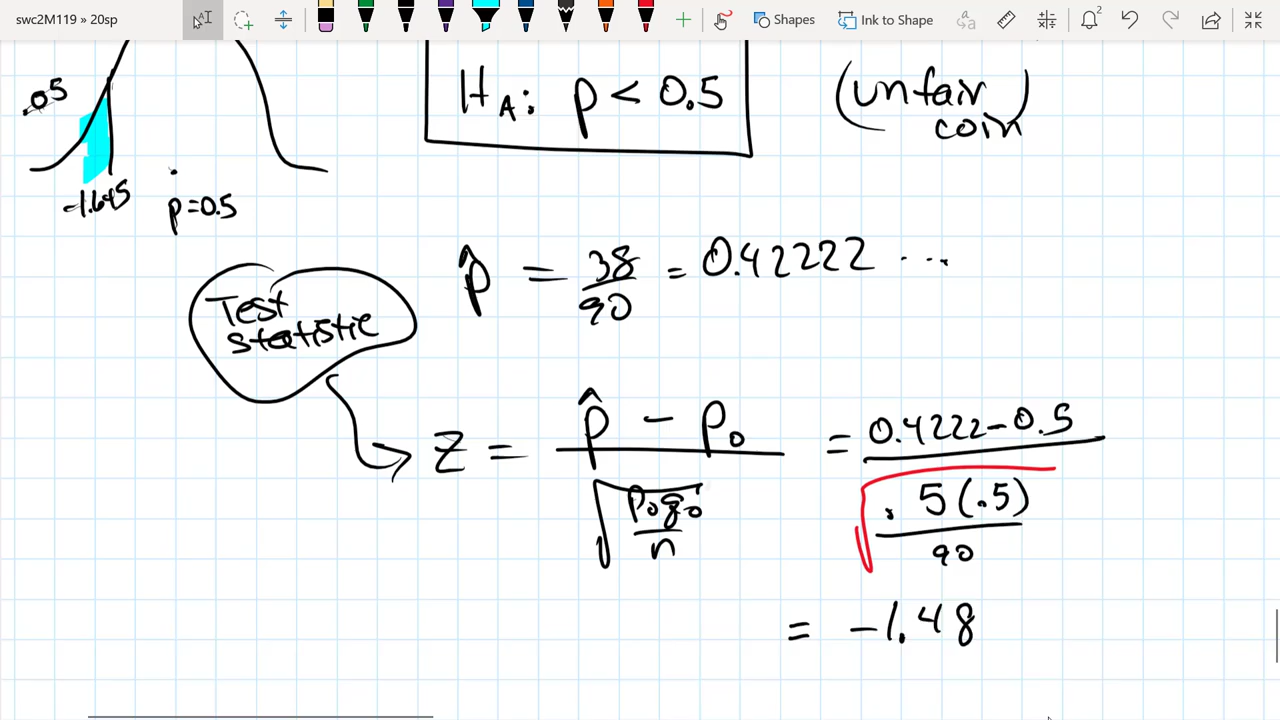 swc2M119 » 20sp
Shapes
Ink to Shape
2
.05
H_A: p < 0.5
(unfair coin)
-1.645
p=0.5
p̂ = 38/90 = 0.42222 ...
Test
statistic
z = (p̂ - p₀)/√(p₀q₀/n) = (0.4222-0.5)/√(.5(.5)/90)
= -1.48